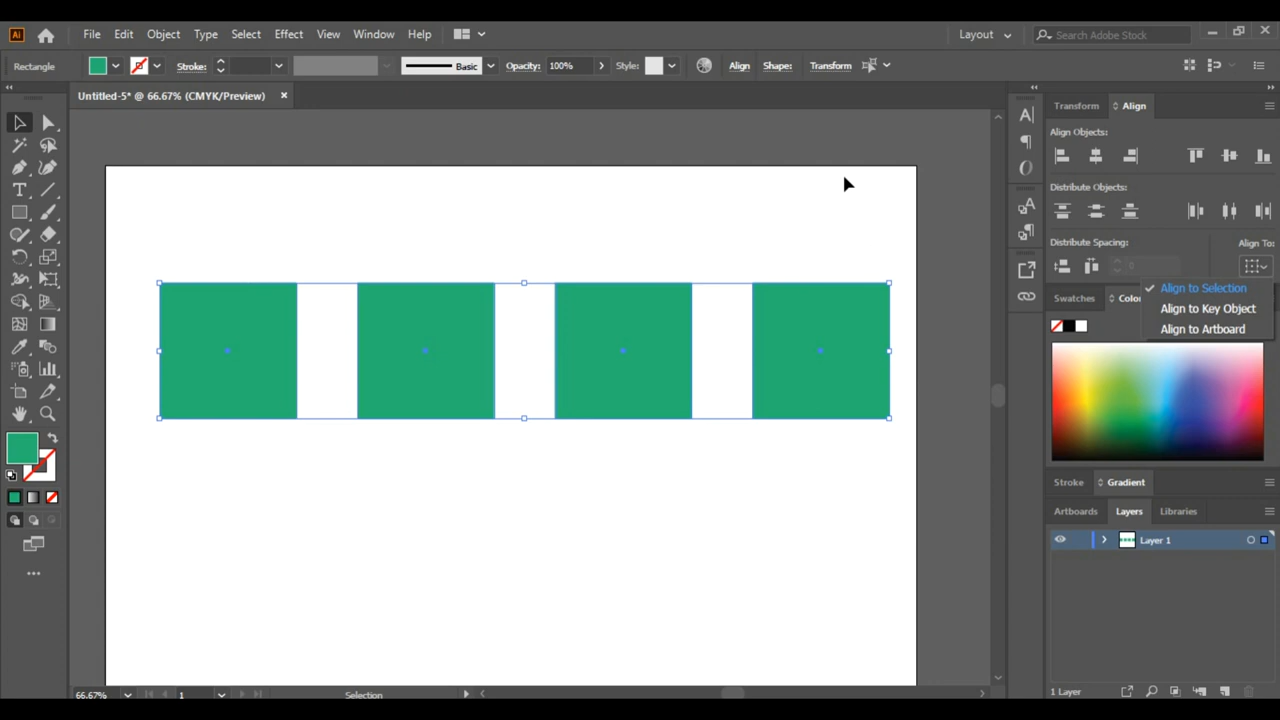 Ai File Edit Object Type Select Effect View Window Help Layout Search Adobe Stock
Rectangle Stroke: Basic Opacity: 100% Style: Align Shape: Transform
Untitled-5* @ 66.67% (CMYK/Preview)
Transform Align
Align Objects:
Distribute Objects:
Distribute Spacing: Align To:
0
Align to Selection
Swatches Colo
Align to Key Object
Align to Artboard
Stroke Gradient
Artboards Layers Libraries
Layer 1
66.67% 1 Selection 1 Layer